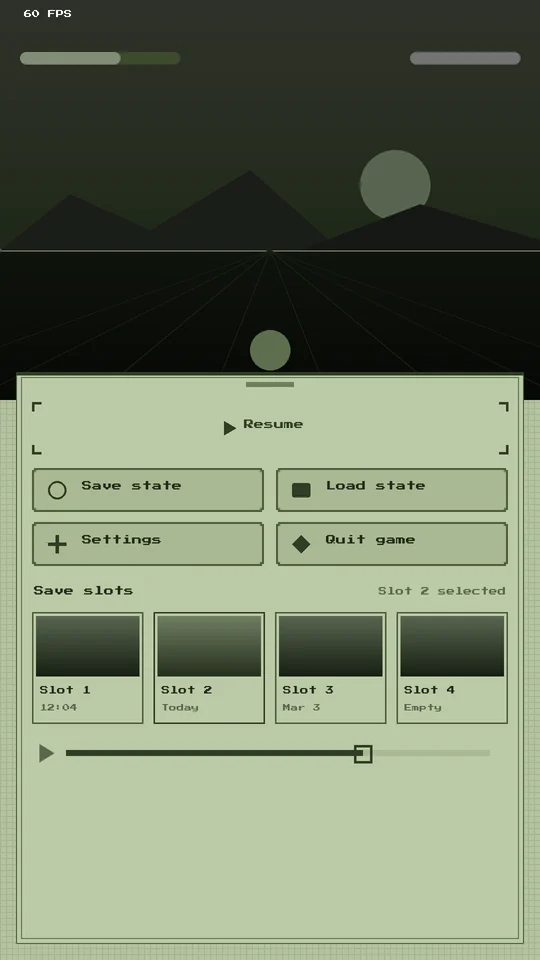 60 FPS
Resume
Save state
Load state
Settings
Quit game
Save slots
Slot 2 selected
Slot 1
Slot 2
Slot 3
Slot 4
12:04
Today
Mar 3
Empty